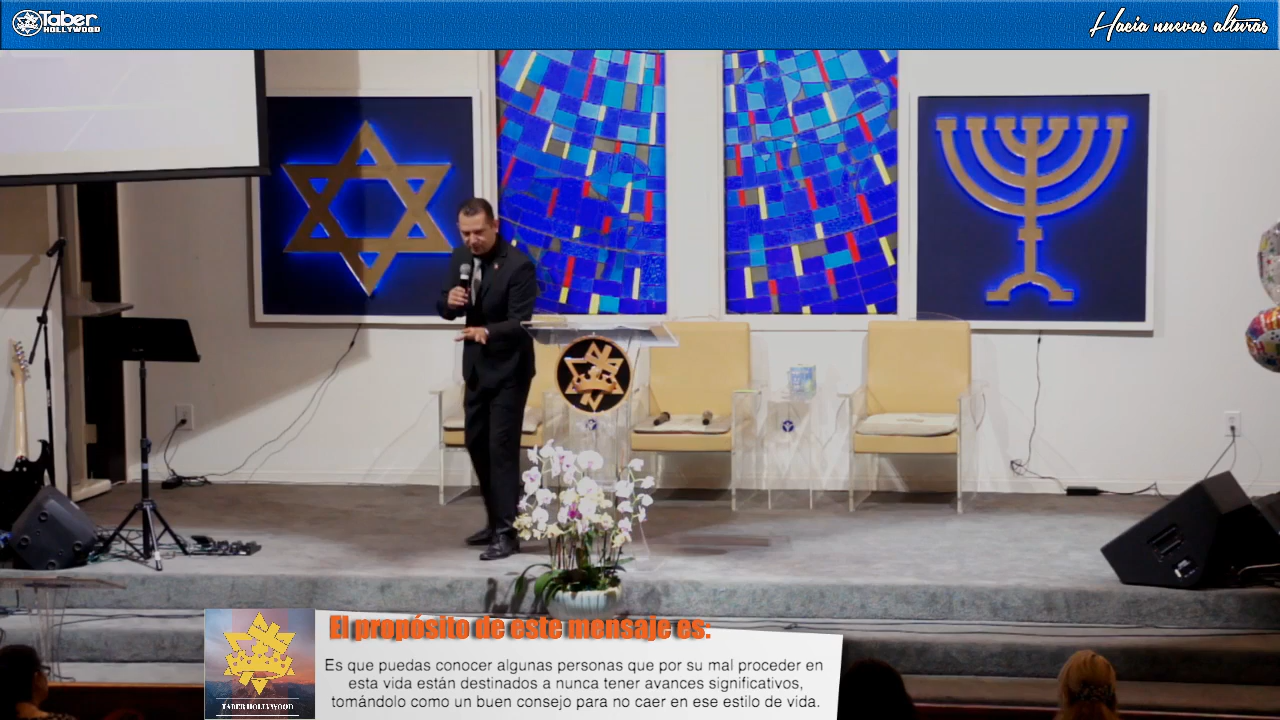 Taber
HOLLYWOOD
Hacia nuevas alturas
El propósito de este mensaje es:
Es que puedas conocer algunas personas que por su mal proceder en
esta vida están destinados a nunca tener avances significativos,
tomándolo como un buen consejo para no caer en ese estilo de vida.
TABER HOLLYWOOD